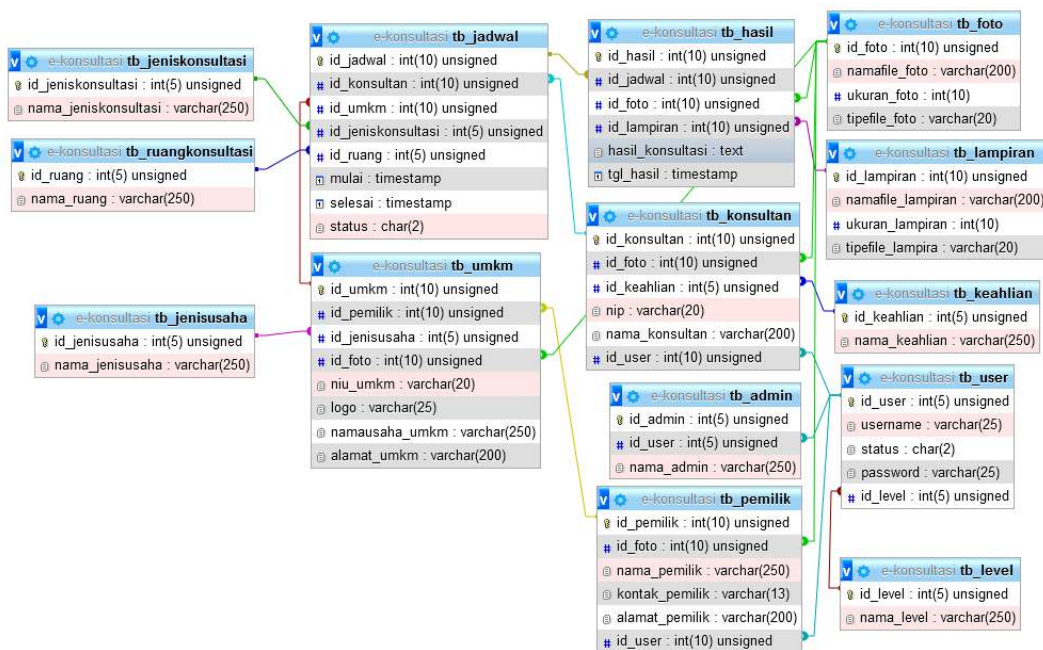 e-konsultasi tb_jeniskonsultasi
id_jeniskonsultasi : int(5) unsigned
nama_jeniskonsultasi : varchar(250)
e-konsultasi tb_ruangkonsultasi
id_ruang : int(5) unsigned
nama_ruang : varchar(250)
e-konsultasi tb_jenisusaha
id_jenisusaha : int(5) unsigned
nama_jenisusaha : varchar(250)
e-konsultasi tb_jadwal
id_jadwal : int(10) unsigned
id_konsultan : int(10) unsigned
id_umkm : int(10) unsigned
id_jeniskonsultasi : int(5) unsigned
id_ruang : int(5) unsigned
mulai : timestamp
selesai : timestamp
status : char(2)
e-konsultasi tb_umkm
id_umkm : int(10) unsigned
id_pemilik : int(10) unsigned
id_jenisusaha : int(5) unsigned
id_foto : int(10) unsigned
niu_umkm : varchar(20)
logo : varchar(25)
namausaha_umkm : varchar(250)
alamat_umkm : varchar(200)
e-konsultasi tb_hasil
id_hasil : int(10) unsigned
id_jadwal : int(10) unsigned
id_foto : int(10) unsigned
id_lampiran : int(10) unsigned
hasil_konsultasi : text
tgl_hasil : timestamp
e-konsultasi tb_konsultan
id_konsultan : int(10) unsigned
id_foto : int(10) unsigned
id_keahlian : int(5) unsigned
nip : varchar(20)
nama_konsultan : varchar(200)
id_user : int(10) unsigned
e-konsultasi tb_admin
id_admin : int(5) unsigned
id_user : int(5) unsigned
nama_admin : varchar(250)
e-konsultasi tb_pemilik
id_pemilik : int(10) unsigned
id_foto : int(10) unsigned
nama_pemilik : varchar(250)
kontak_pemilik : varchar(13)
alamat_pemilik : varchar(200)
id_user : int(10) unsigned
e-konsultasi tb_foto
id_foto : int(10) unsigned
namafile_foto : varchar(200)
ukuran_foto : int(10)
tipefile_foto : varchar(20)
e-konsultasi tb_lampiran
id_lampiran : int(10) unsigned
namafile_lampiran : varchar(200)
ukuran_lampiran : int(10)
tipefile_lampira : varchar(20)
e-konsultasi tb_keahlian
id_keahlian : int(5) unsigned
nama_keahlian : varchar(250)
e-konsultasi tb_user
id_user : int(5) unsigned
username : varchar(25)
status : char(2)
password : varchar(25)
id_level : int(5) unsigned
e-konsultasi tb_level
id_level : int(5) unsigned
nama_level : varchar(250)